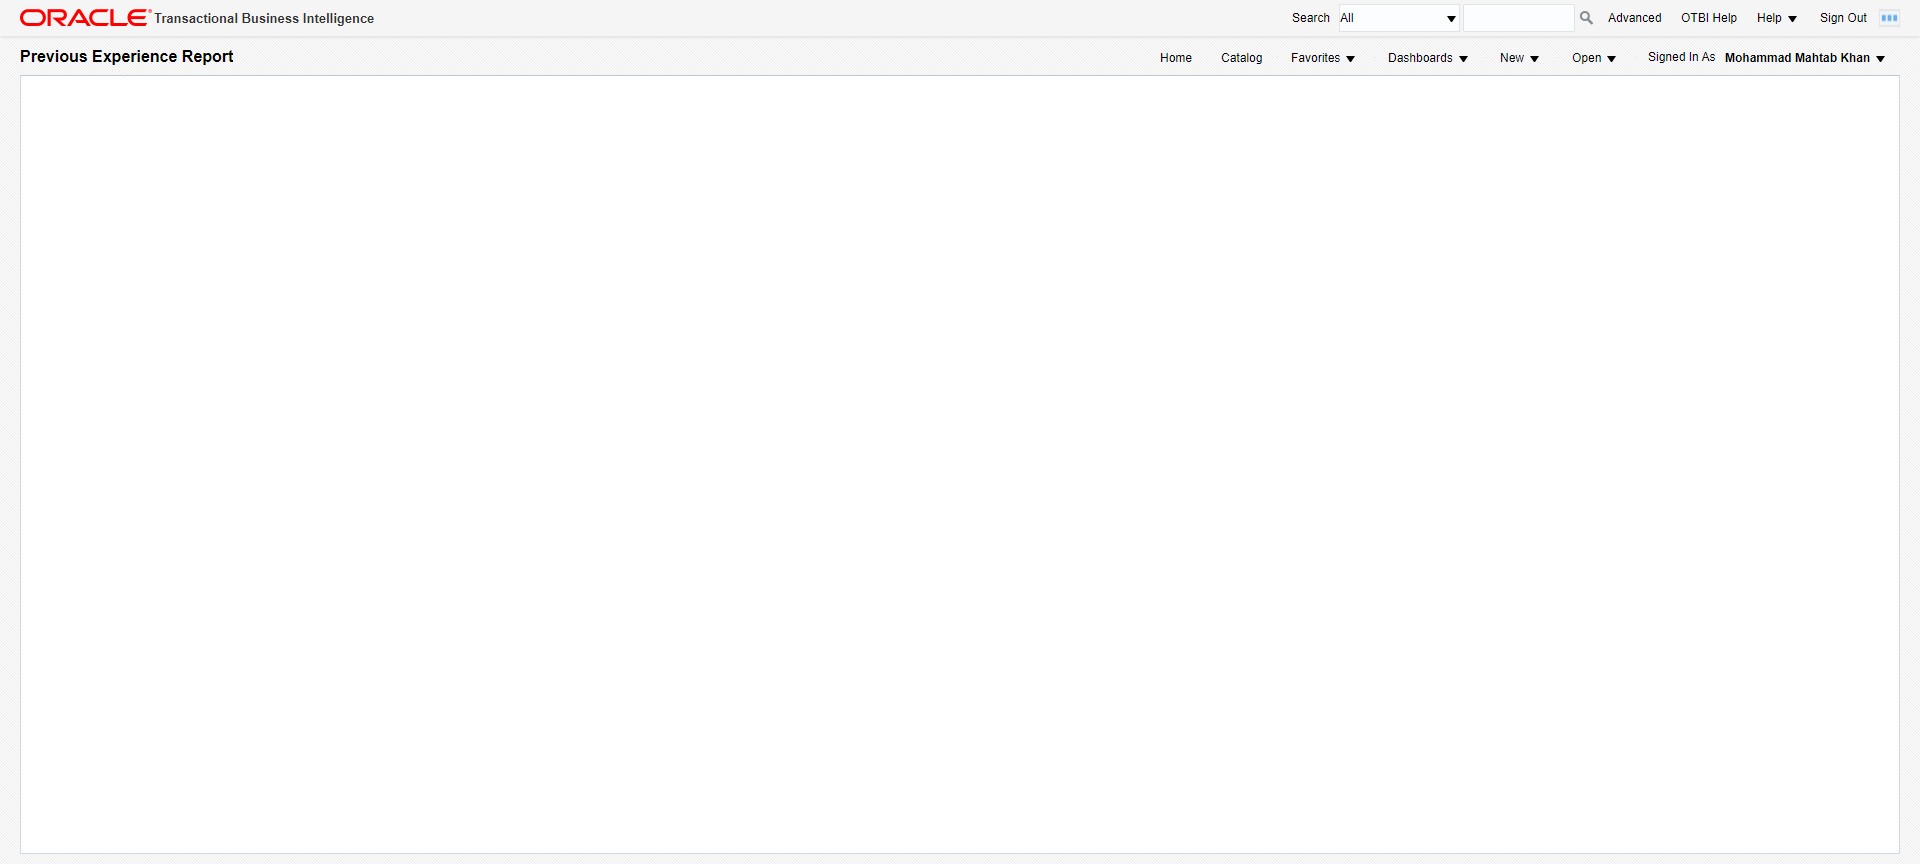 ORACLE® Transactional Business Intelligence
Search All Advanced OTBI Help Help Sign Out
Previous Experience Report
Home Catalog Favorites Dashboards New Open Signed In As Mohammad Mahtab Khan